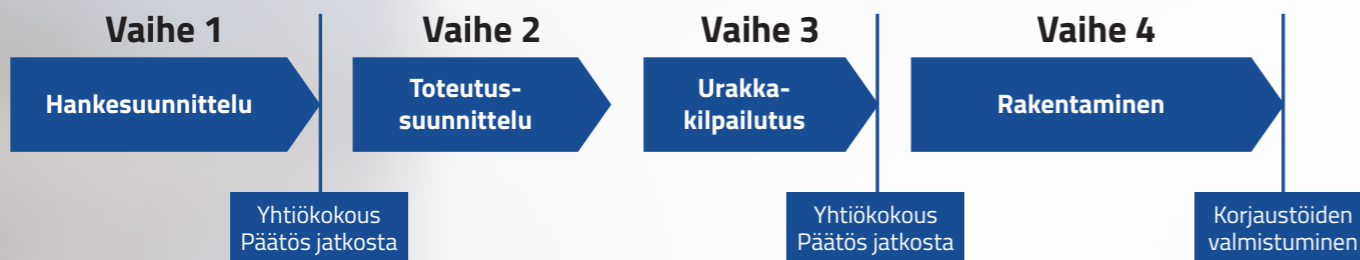 Vaihe 1
Vaihe 2
Vaihe 3
Vaihe 4
Hankesuunnittelu
Toteutus-
suunnittelu
Urakka-
kilpailutus
Rakentaminen
Yhtiökokous
Päätös jatkosta
Yhtiökokous
Päätös jatkosta
Korjaustöiden
valmistuminen